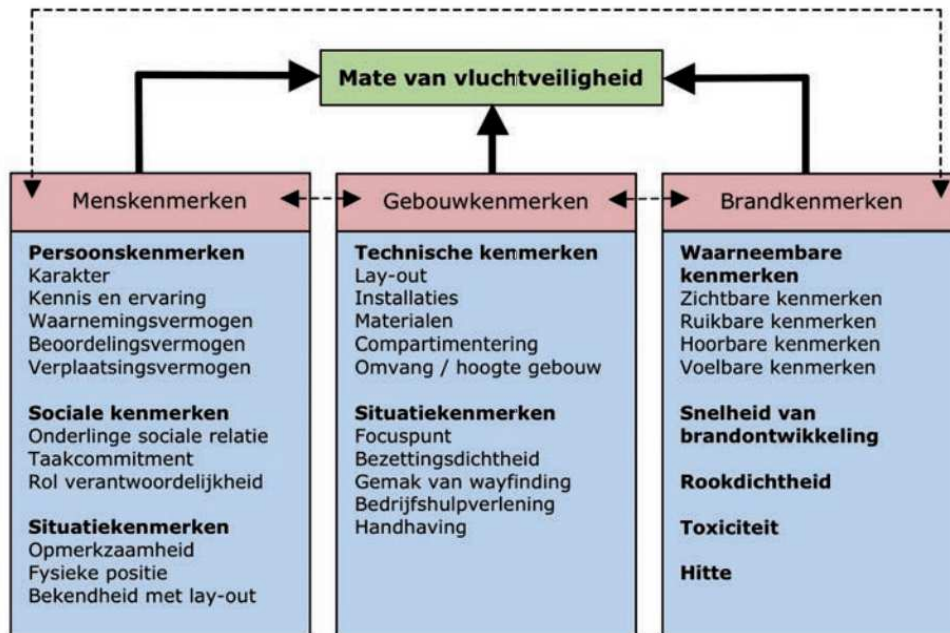 Mate van vluchtveiligheid
Menskenmerken
Persoonskenmerken
Karakter
Kennis en ervaring
Waarnemingsvermogen
Beoordelingsvermogen
Verplaatsingsvermogen
Sociale kenmerken
Onderlinge sociale relatie
Taakcommitment
Rol verantwoordelijkheid
Situatiekenmerken
Opmerkzaamheid
Fysieke positie
Bekendheid met lay-out
Gebouwkenmerken
Technische kenmerken
Lay-out
Installaties
Materialen
Compartimentering
Omvang / hoogte gebouw
Situatiekenmerken
Focuspunt
Bezettingsdichtheid
Gemak van wayfinding
Bedrijfshulpverlening
Handhaving
Brandkenmerken
Waarneembare
kenmerken
Zichtbare kenmerken
Ruikbare kenmerken
Hoorbare kenmerken
Voelbare kenmerken
Snelheid van
brandontwikkeling
Rookdichtheid
Toxiciteit
Hitte